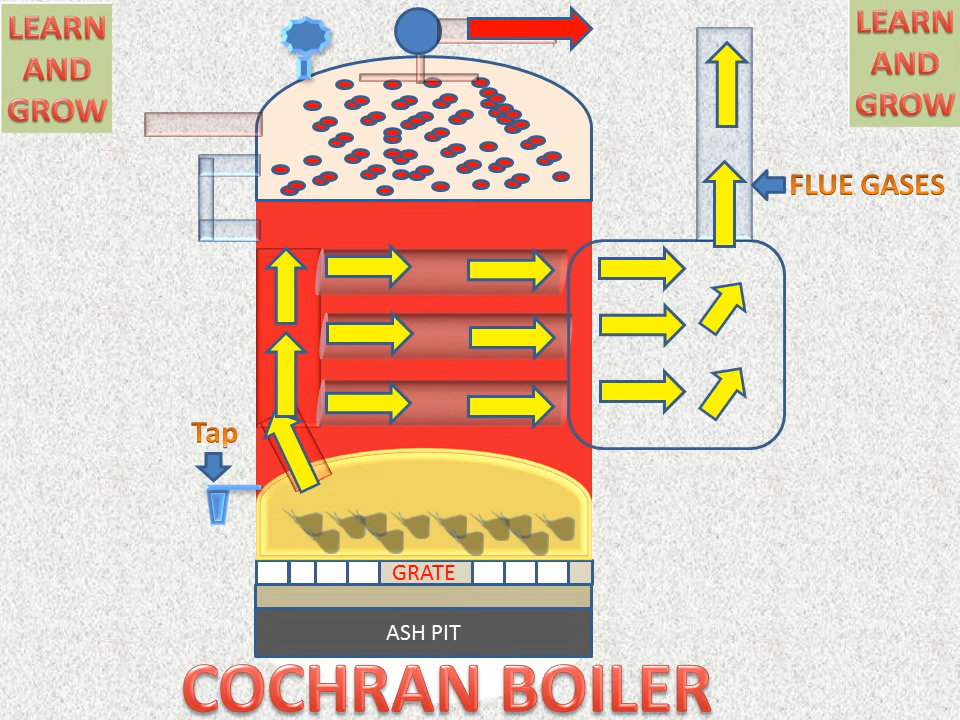 LEARN
AND
GROW
LEARN
AND
GROW
FLUE GASES
Tap
GRATE
ASH PIT
COCHRAN BOILER